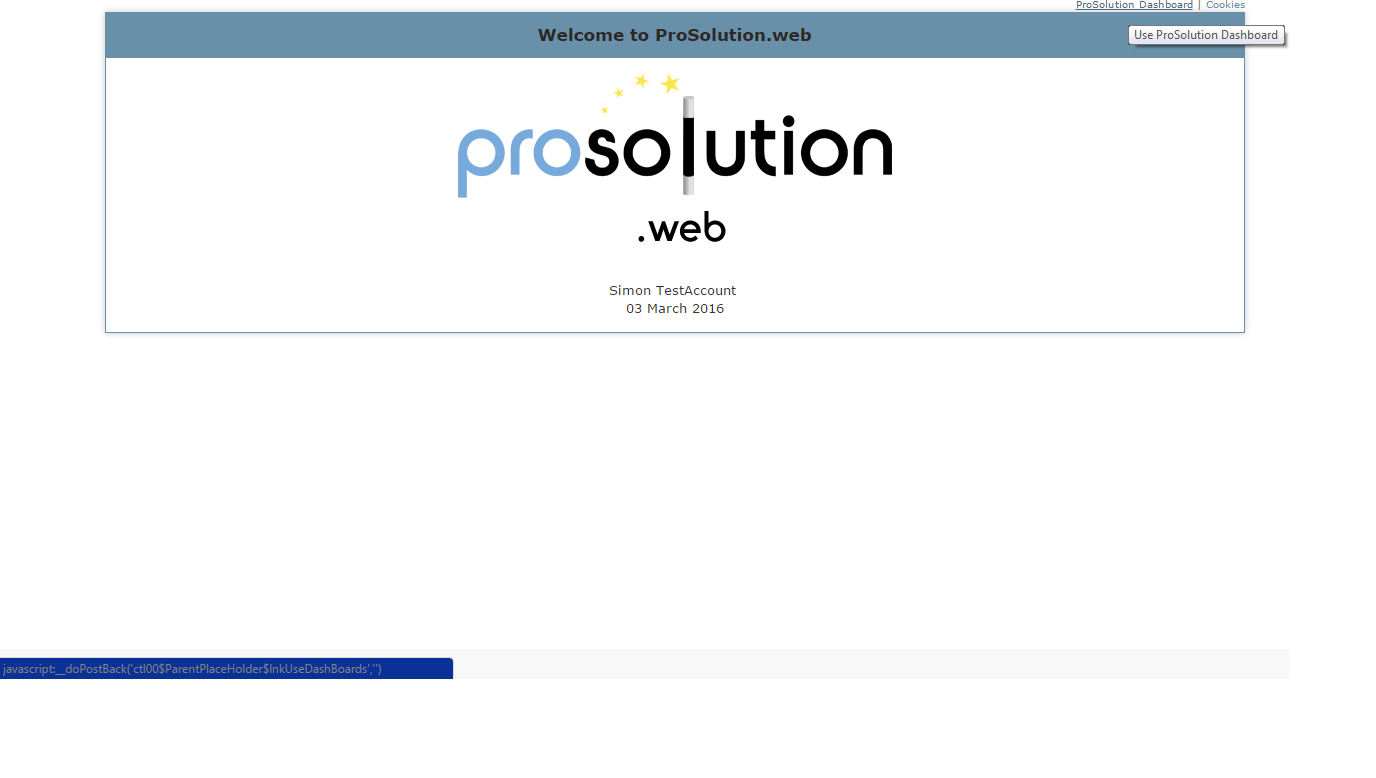 ProSolution Dashboard | Cookies
Welcome to ProSolution.web
Use ProSolution Dashboard
prosolution
.web
Simon TestAccount
03 March 2016
javascript:__doPostBack('ctl00$ParentPlaceHolder$lnkUseDashBoards','')